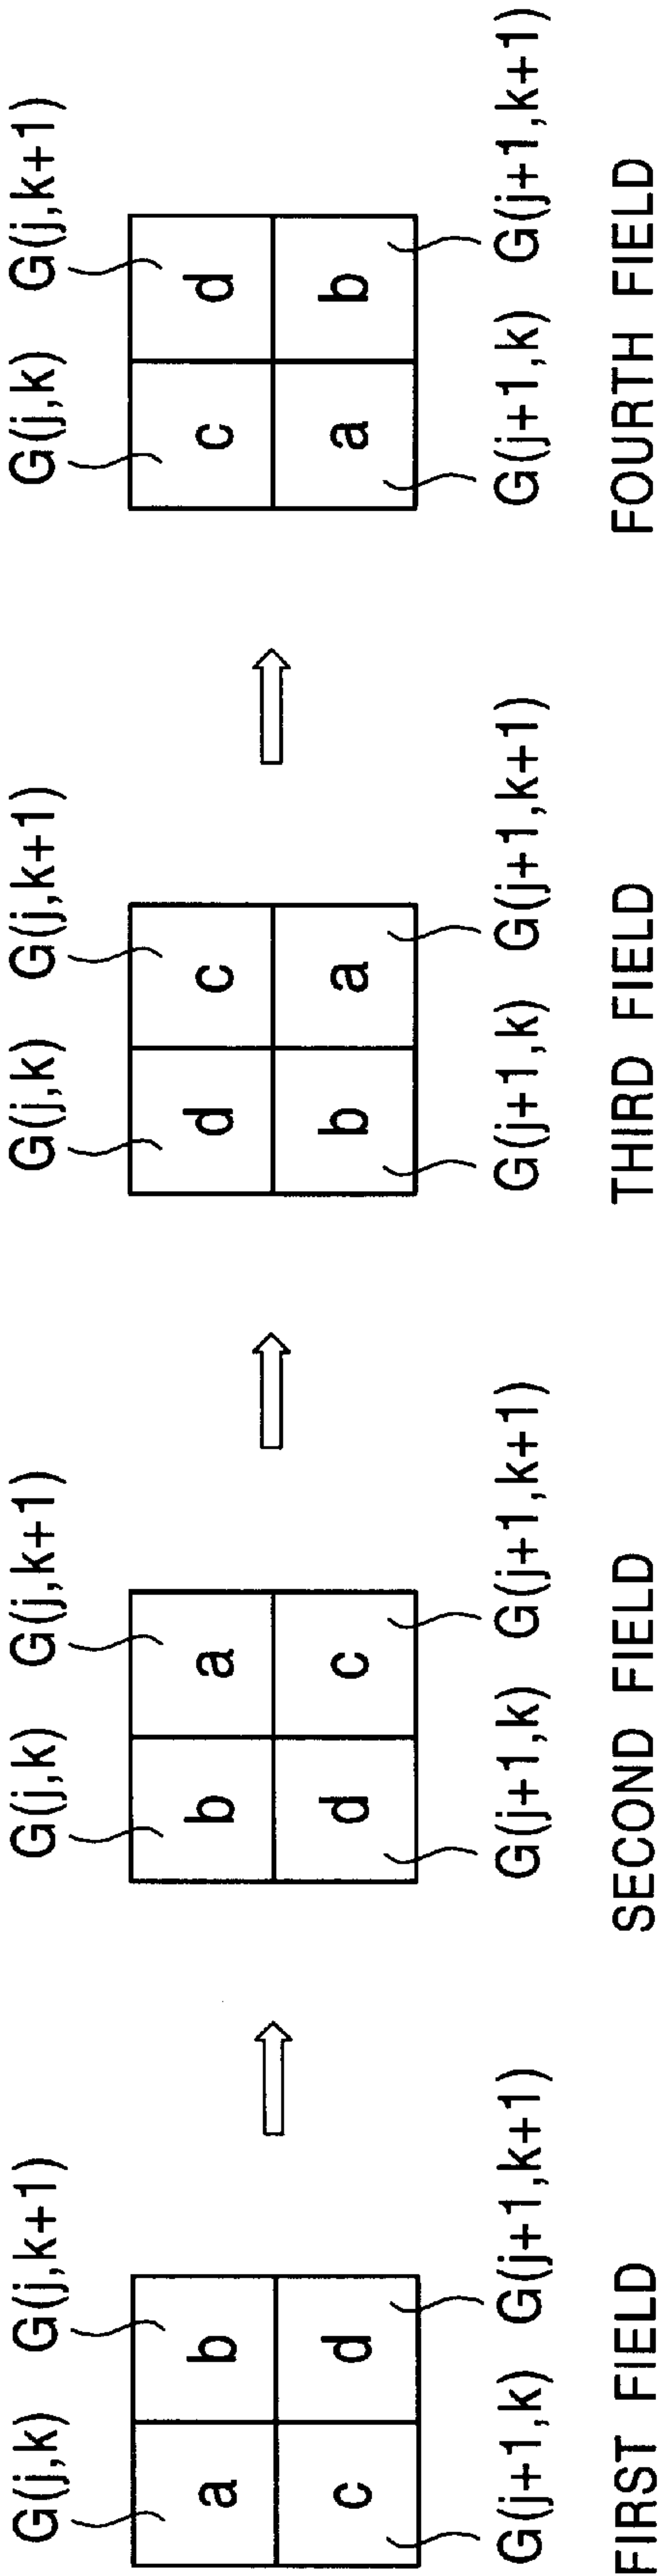 G(j,k) G(j,k+1)
a b
c d
G(j+1,k) G(j+1,k+1)
FIRST FIELD
G(j,k) G(j,k+1)
b a
d c
G(j+1,k) G(j+1,k+1)
SECOND FIELD
G(j,k) G(j,k+1)
d c
b a
G(j+1,k) G(j+1,k+1)
THIRD FIELD
G(j,k) G(j,k+1)
c d
a b
G(j+1,k) G(j+1,k+1)
FOURTH FIELD